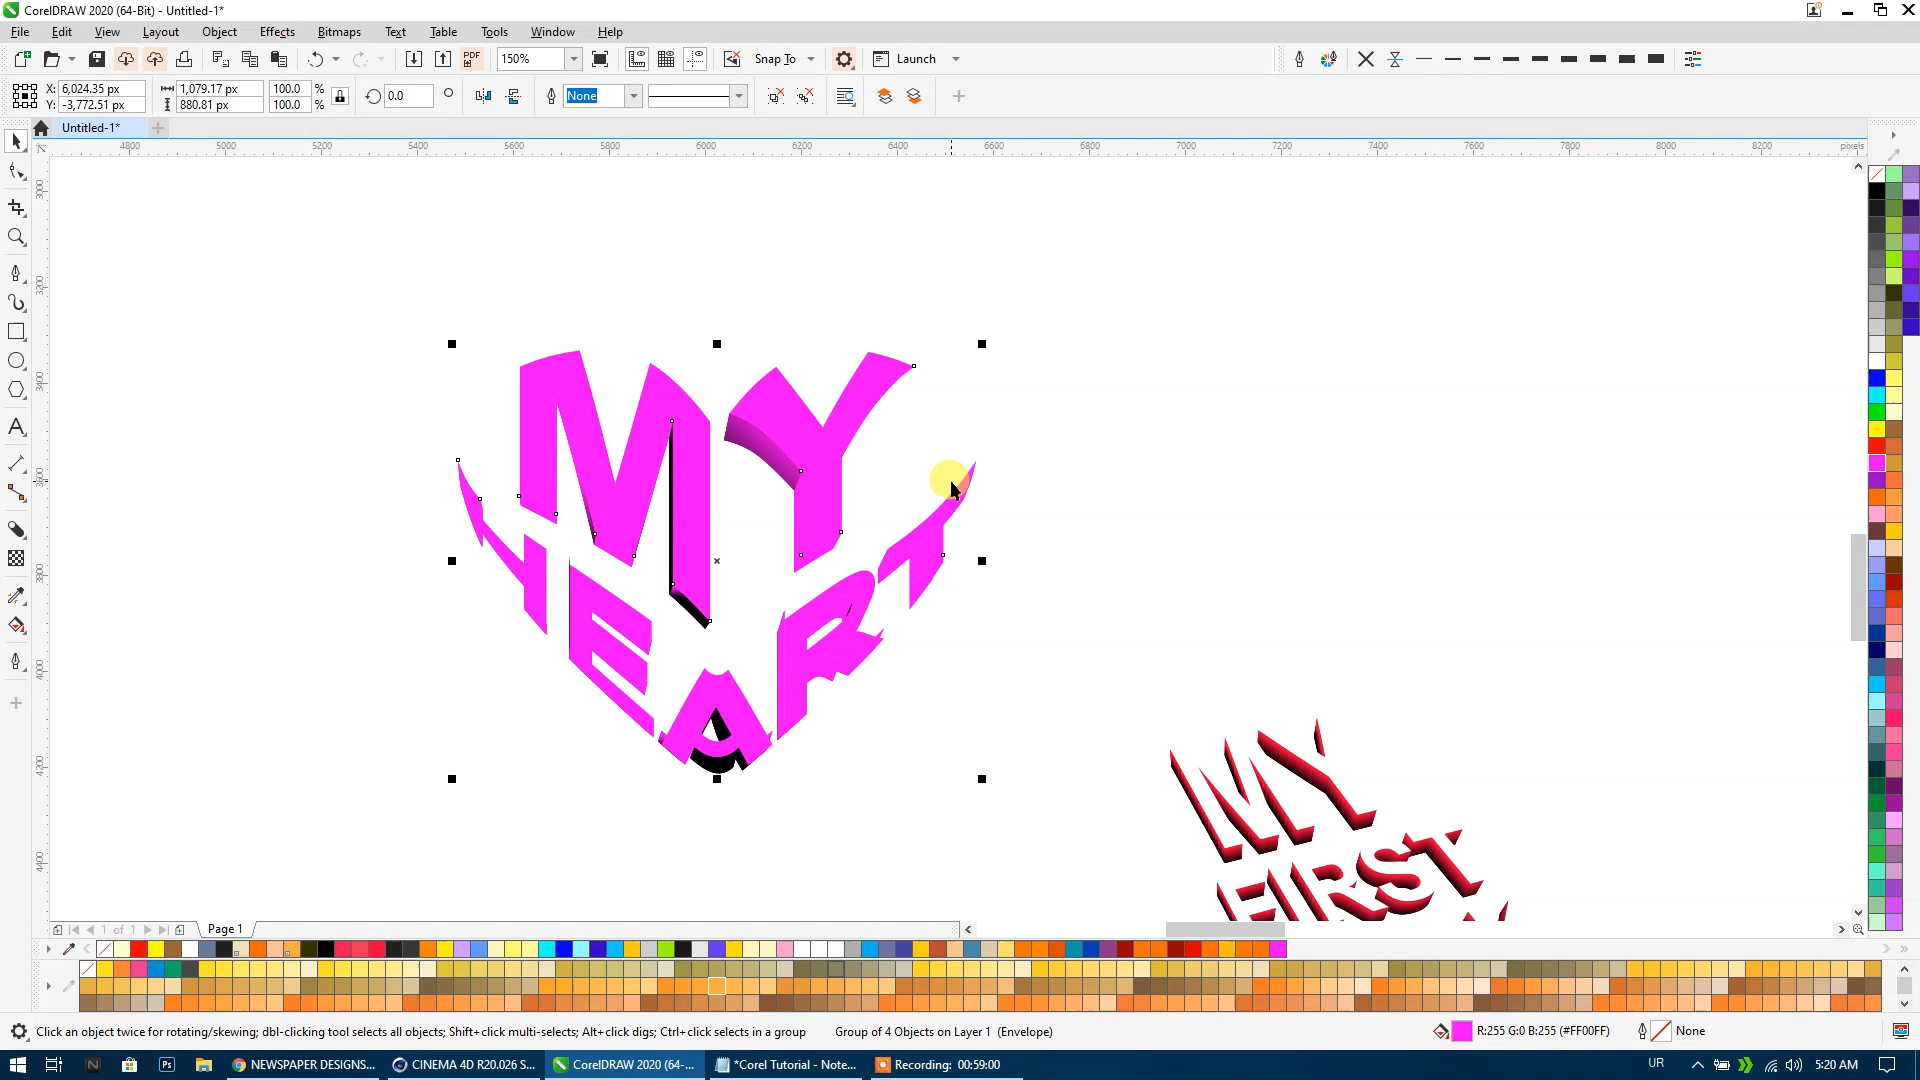 CorelDRAW 2020 (64-Bit) - Untitled-1*
File Edit View Layout Object Effects Bitmaps Text Table Tools Window Help
150% PDF Snap To Launch
X: 6,024.35 px 1,079.17 px 100.0 % 0.0 None
Y: -3,772.51 px 880.81 px 100.0 %
Untitled-1*
4800 5000 5200 5400 5600 5800 6000 6200 6400 6600 6800 7000 7200 7400 7600 7800 8000 8200 pixels
MY
HEART
MY
FIRST
1 of 1 Page 1
Click an object twice for rotating/skewing; dbl-clicking tool selects all objects; Shift+click multi-selects; Alt+click digs; Ctrl+click selects in a group Group of 4 Objects on Layer 1 (Envelope) R:255 G:0 B:255 (#FF00FF) None
NEWSPAPER DESIGNS... CINEMA 4D R20.026 S... CorelDRAW 2020 (64-... *Corel Tutorial - Note... Recording: 00:59:00 UR 5:20 AM